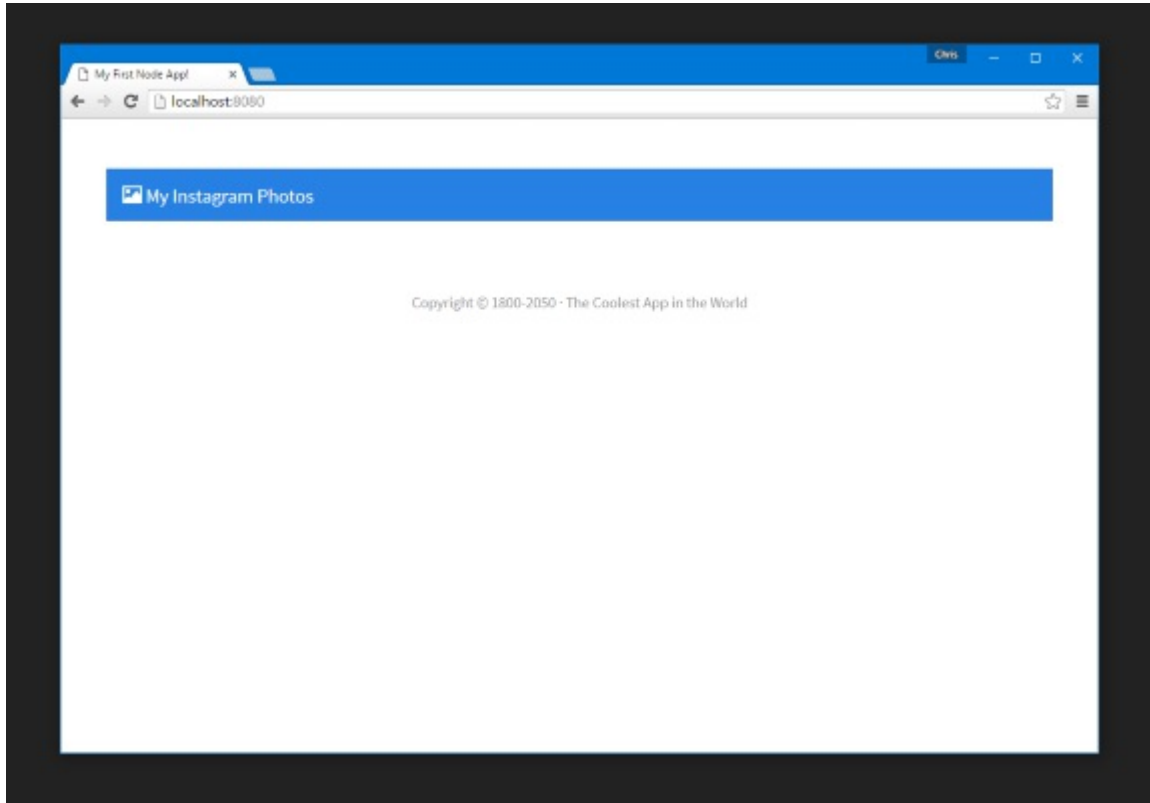 Chris
My First Node App!
localhost:8080
My Instagram Photos
Copyright © 1800-2050 · The Coolest App in the World